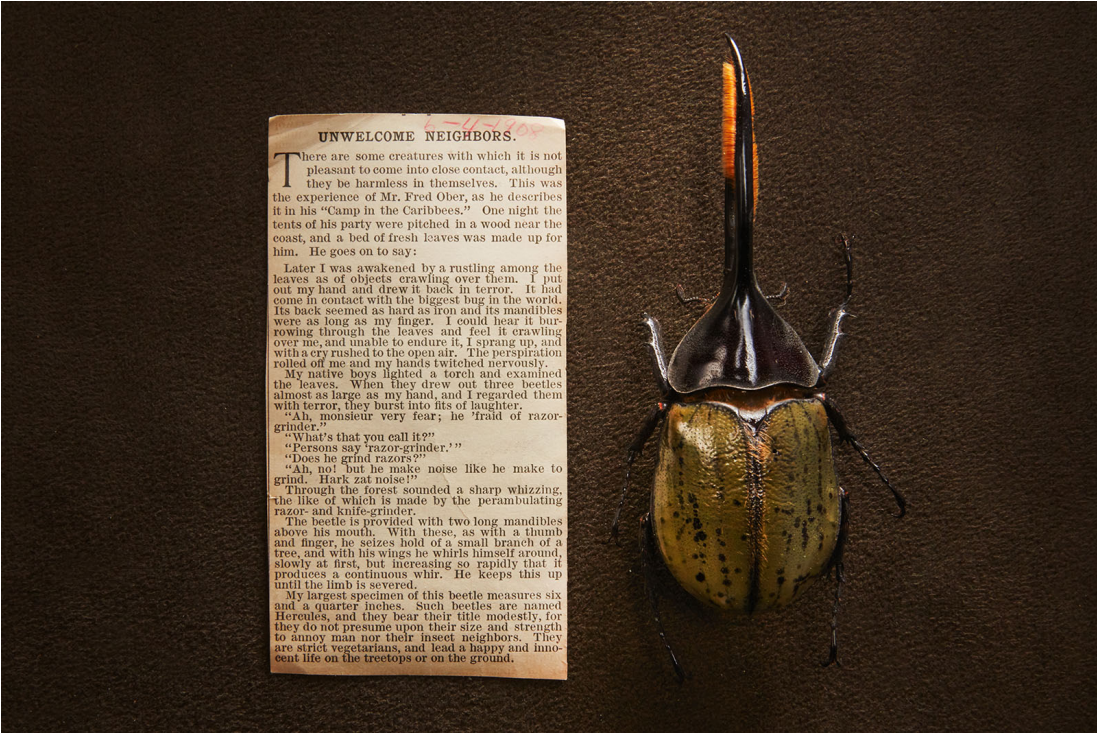 6-4-1908
UNWELCOME NEIGHBORS.
There are some creatures with which it is not
pleasant to come into close contact, although
they be harmless in themselves. This was
the experience of Mr. Fred Ober, as he describes
it in his “Camp in the Caribbees.” One night the
tents of his party were pitched in a wood near the
coast, and a bed of fresh leaves was made up for
him. He goes on to say:
Later I was awakened by a rustling among the
leaves as of objects crawling over them. I put
out my hand and drew it back in terror. It had
come in contact with the biggest bug in the world.
Its back seemed as hard as iron and its mandibles
were as long as my finger. I could hear it bur-
rowing through the leaves and feel it crawling
over me, and unable to endure it, I sprang up, and
with a cry rushed to the open air. The perspiration
rolled off me and my hands twitched nervously.
My native boys lighted a torch and examined
the leaves. When they drew out three beetles
almost as large as my hand, and I regarded them
with terror, they burst into fits of laughter.
“Ah, monsieur very fear; he ’fraid of razor-
grinder.”
“What’s that you call it?”
“Persons say ‘razor-grinder.’”
“Does he grind razors?”
“Ah, no! but he make noise like he make to
grind. Hark zat noise!”
Through the forest sounded a sharp whizzing,
the like of which is made by the perambulating
razor- and knife-grinder.
The beetle is provided with two long mandibles
above his mouth. With these, as with a thumb
and finger, he seizes hold of a small branch of a
tree, and with his wings he whirls himself around,
slowly at first, but increasing so rapidly that it
produces a continuous whir. He keeps this up
until the limb is severed.
My largest specimen of this beetle measures six
and a quarter inches. Such beetles are named
Hercules, and they bear their title modestly, for
they do not presume upon their size and strength
to annoy man nor their insect neighbors. They
are strict vegetarians, and lead a happy and inno-
cent life on the treetops or on the ground.